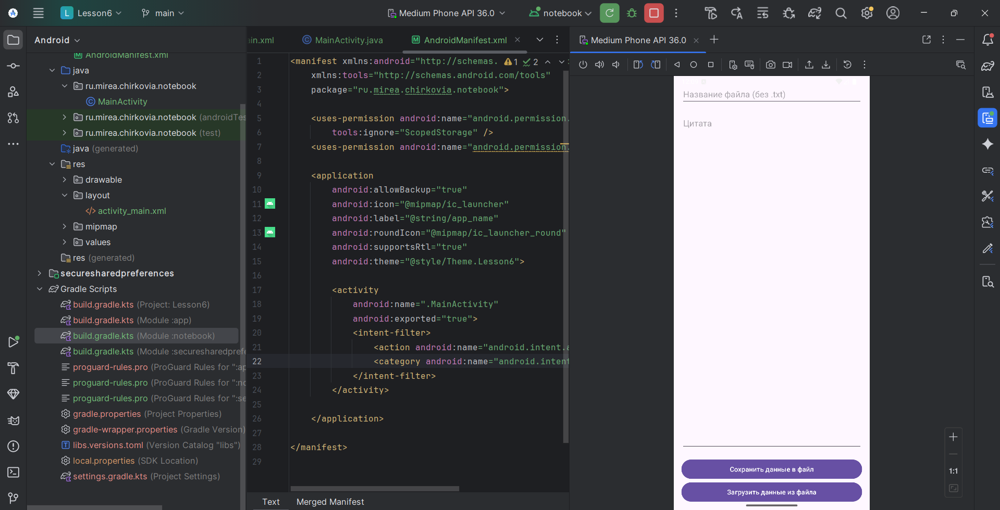 L Lesson6 main Medium Phone API 36.0 notebook
Android
AndroidManifest.xml
java
ru.mirea.chirkovia.notebook
MainActivity
ru.mirea.chirkovia.notebook (androidTes
ru.mirea.chirkovia.notebook (test)
java (generated)
res
drawable
layout
activity_main.xml
mipmap
values
res (generated)
securesharedpreferences
Gradle Scripts
build.gradle.kts (Project: Lesson6)
build.gradle.kts (Module :app)
build.gradle.kts (Module :notebook)
build.gradle.kts (Module :securesharedprefe
proguard-rules.pro (ProGuard Rules for ":ap
proguard-rules.pro (ProGuard Rules for ":no
proguard-rules.pro (ProGuard Rules for ":se
gradle.properties (Project Properties)
gradle-wrapper.properties (Gradle Version)
libs.versions.toml (Version Catalog "libs")
local.properties (SDK Location)
settings.gradle.kts (Project Settings)
ain.xml MainActivity.java AndroidManifest.xml
1 <manifest xmlns:android="http://schemas. 1 2
2 xmlns:tools="http://schemas.android.com/tools"
3 package="ru.mirea.chirkovia.notebook">
4
5 <uses-permission android:name="android.permission.
6 tools:ignore="ScopedStorage" />
7 <uses-permission android:name="android.permission.
8
9 <application
10 android:allowBackup="true"
11 android:icon="@mipmap/ic_launcher"
12 android:label="@string/app_name"
13 android:roundIcon="@mipmap/ic_launcher_round"
14 android:supportsRtl="true"
15 android:theme="@style/Theme.Lesson6">
16
17 <activity
18 android:name=".MainActivity"
19 android:exported="true">
20 <intent-filter>
21 <action android:name="android.intent.a
22 <category android:name="android.intent
23 </intent-filter>
24 </activity>
25
26 </application>
27
28 </manifest>
29
Text Merged Manifest
Medium Phone API 36.0
Название файла (без .txt)
Цитата
Сохранить данные в файл
Загрузить данные из файла
1:1